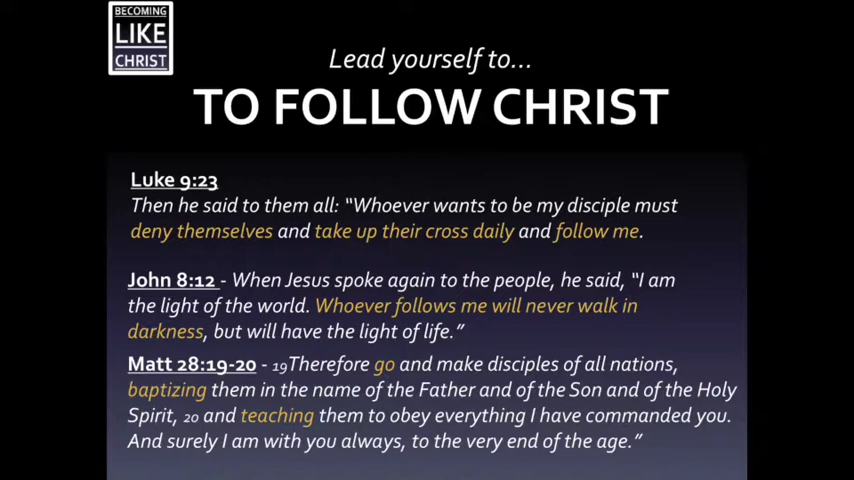 BECOMING
LIKE
CHRIST
Lead yourself to...
TO FOLLOW CHRIST
Luke 9:23
Then he said to them all: “Whoever wants to be my disciple must
deny themselves and take up their cross daily and follow me.
John 8:12 - When Jesus spoke again to the people, he said, “I am
the light of the world. Whoever follows me will never walk in
darkness, but will have the light of life.”
Matt 28:19-20 - 19Therefore go and make disciples of all nations,
baptizing them in the name of the Father and of the Son and of the Holy
Spirit, 20 and teaching them to obey everything I have commanded you.
And surely I am with you always, to the very end of the age.”